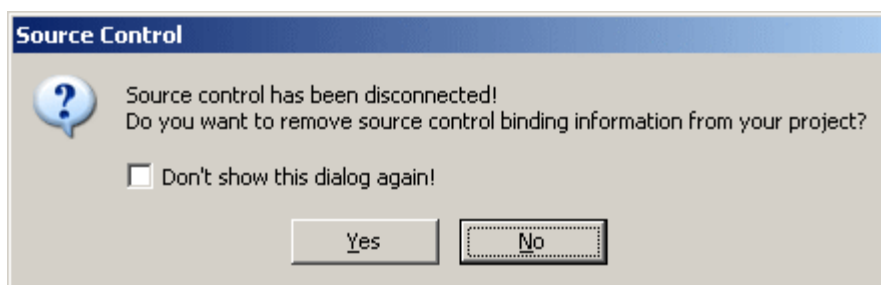 Source Control
Source control has been disconnected!
Do you want to remove source control binding information from your project?
Don't show this dialog again!
Yes
No